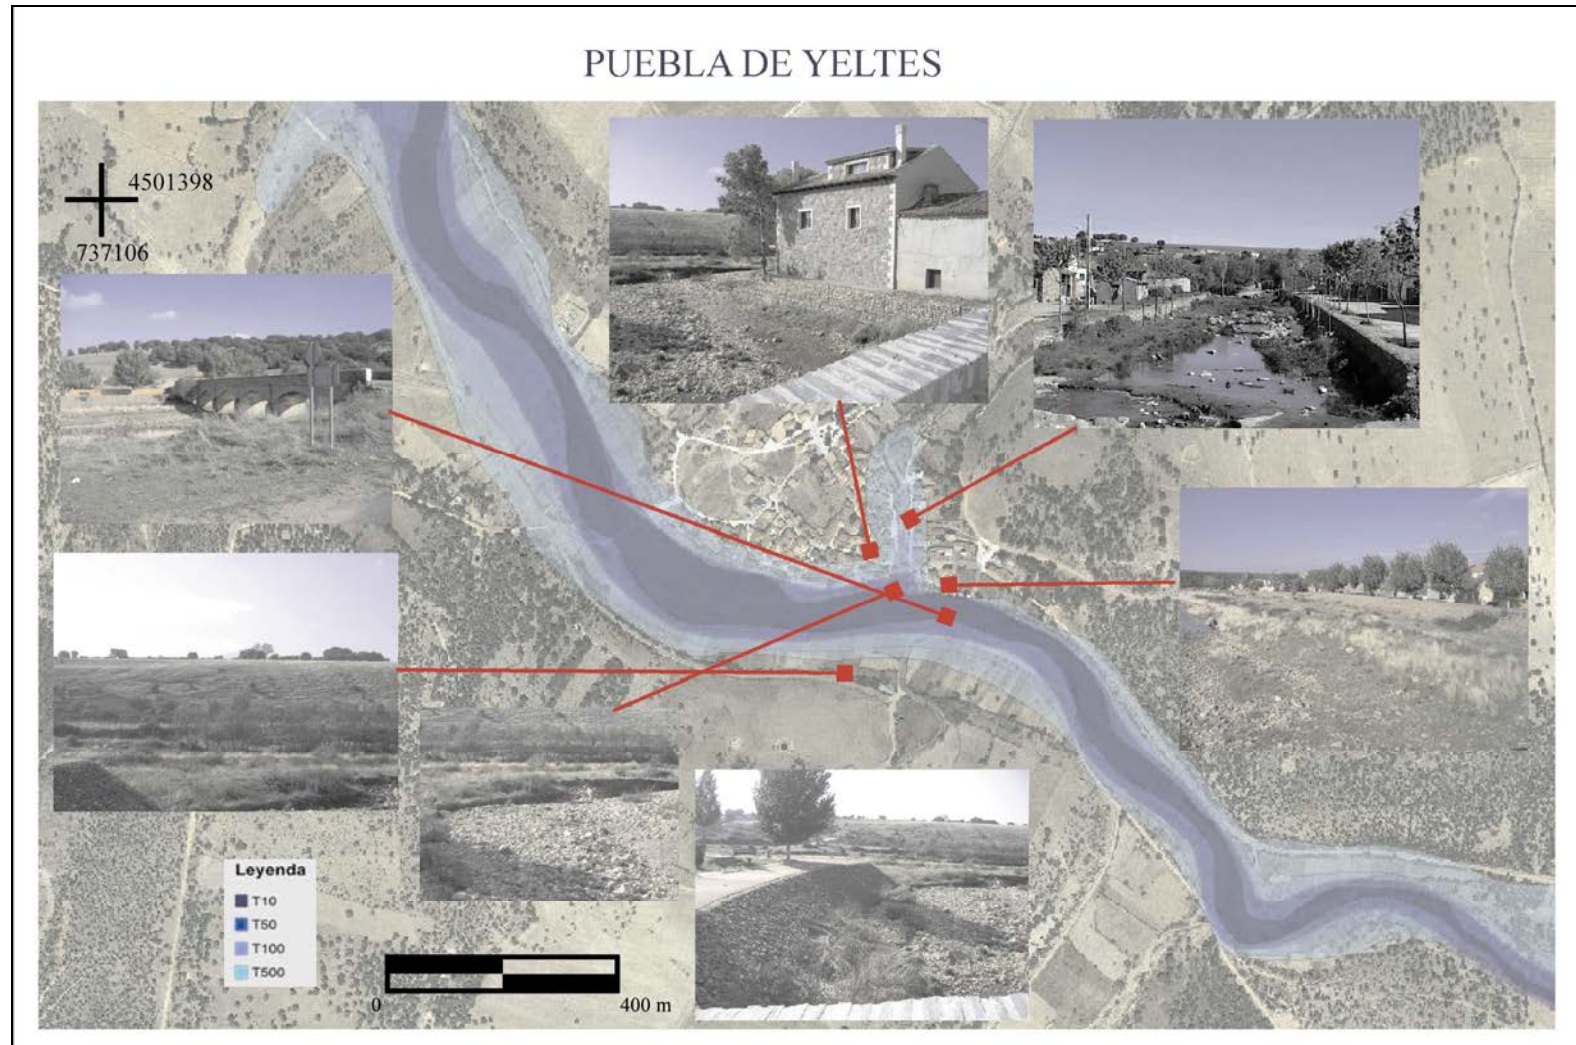 PUEBLA DE YELTES
4501398
737106
Leyenda
T10
T50
T100
T500
0
400 m